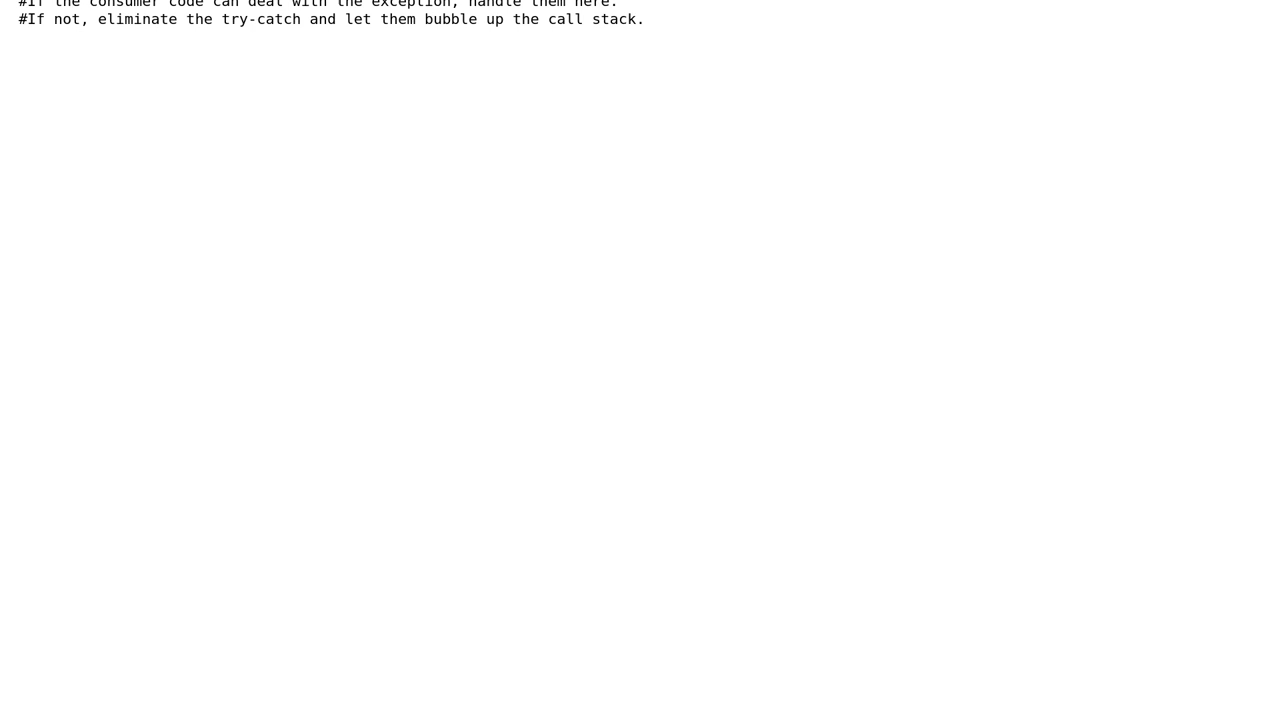 #If the consumer code can deal with the exception, handle them here.
#If not, eliminate the try-catch and let them bubble up the call stack.